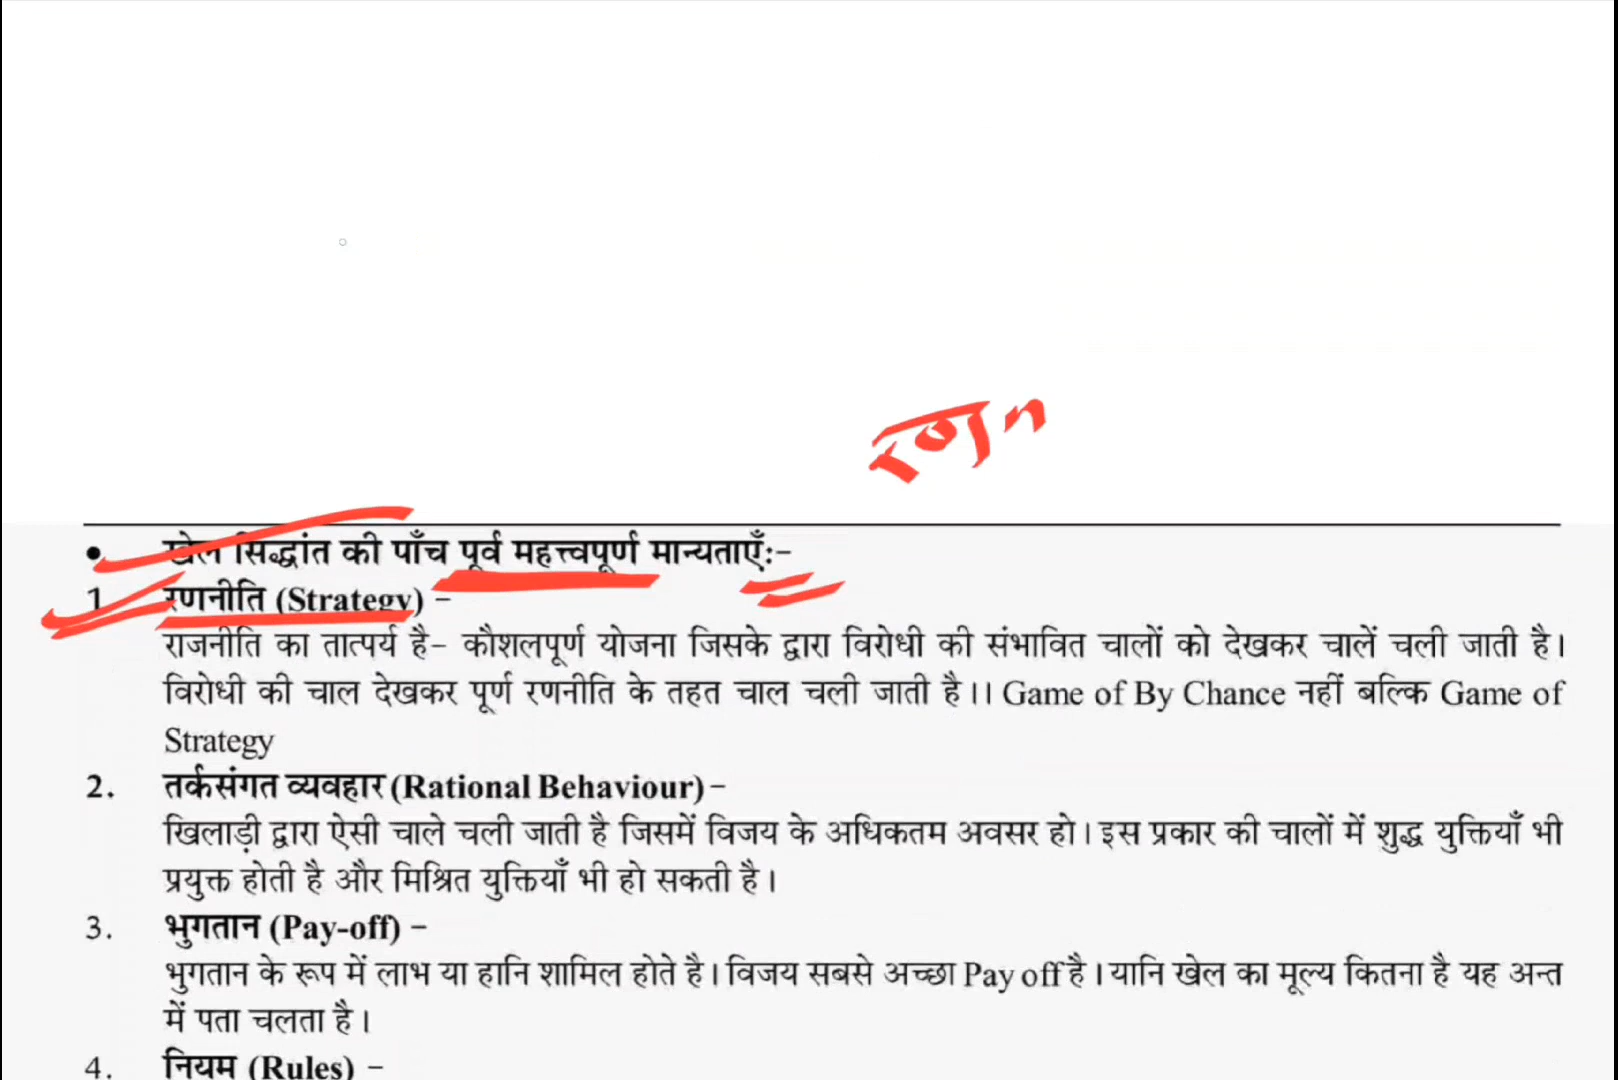 रण
• खेल सिद्धांत की पाँच पूर्व महत्त्वपूर्ण मान्यताएँ:-
1 रणनीति (Strategy) -
राजनीति का तात्पर्य है- कौशलपूर्ण योजना जिसके द्वारा विरोधी की संभावित चालों को देखकर चालें चली जाती है।
विरोधी की चाल देखकर पूर्ण रणनीति के तहत चाल चली जाती है ।। Game of By Chance नहीं बल्कि Game of
Strategy
2. तर्कसंगत व्यवहार (Rational Behaviour) -
खिलाड़ी द्वारा ऐसी चाले चली जाती है जिसमें विजय के अधिकतम अवसर हो। इस प्रकार की चालों में शुद्ध युक्तियाँ भी
प्रयुक्त होती है और मिश्रित युक्तियाँ भी हो सकती है।
3. भुगतान (Pay-off) -
भुगतान के रूप में लाभ या हानि शामिल होते है। विजय सबसे अच्छा Pay off है। यानि खेल का मूल्य कितना है यह अन्त
में पता चलता है।
4. नियम (Rules) -